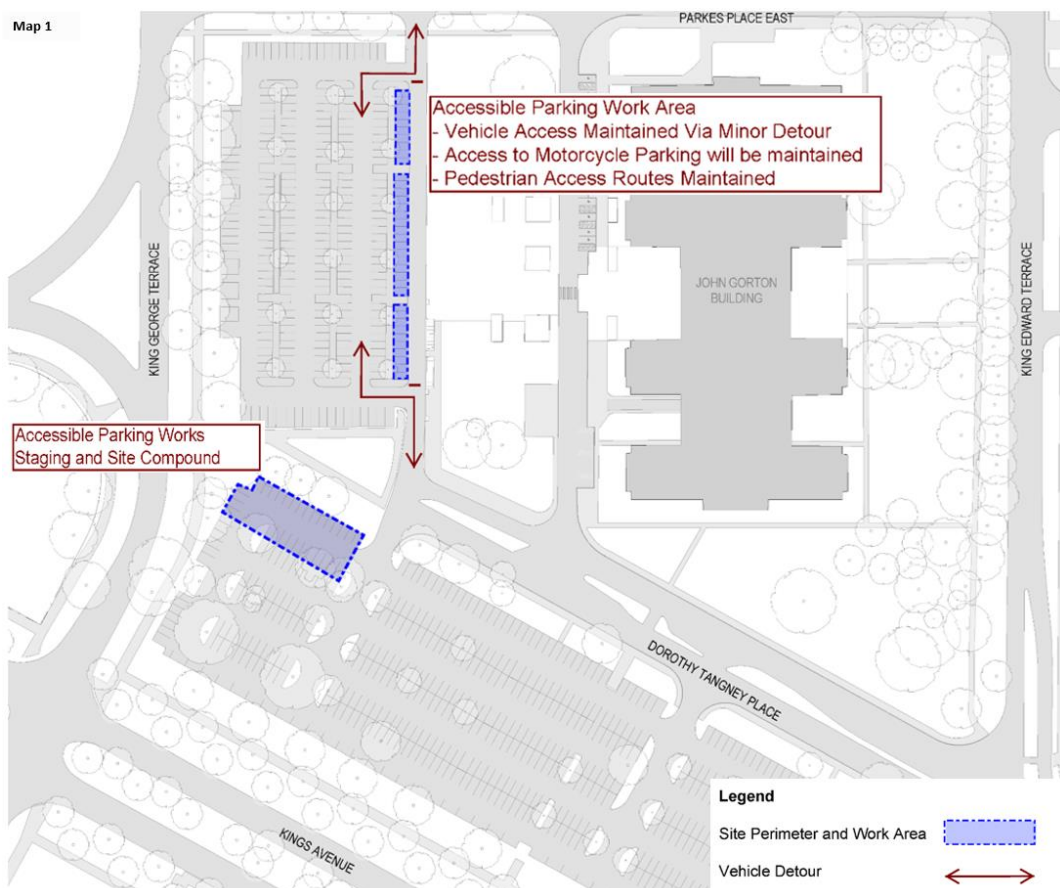 Map 1
PARKES PLACE EAST
Accessible Parking Work Area
- Vehicle Access Maintained Via Minor Detour
- Access to Motorcycle Parking will be maintained
- Pedestrian Access Routes Maintained
KING GEORGE TERRACE
JOHN GORTON
BUILDING
KING EDWARD TERRACE
Accessible Parking Works
Staging and Site Compound
DOROTHY TANGNEY PLACE
KINGS AVENUE
Legend
Site Perimeter and Work Area
Vehicle Detour